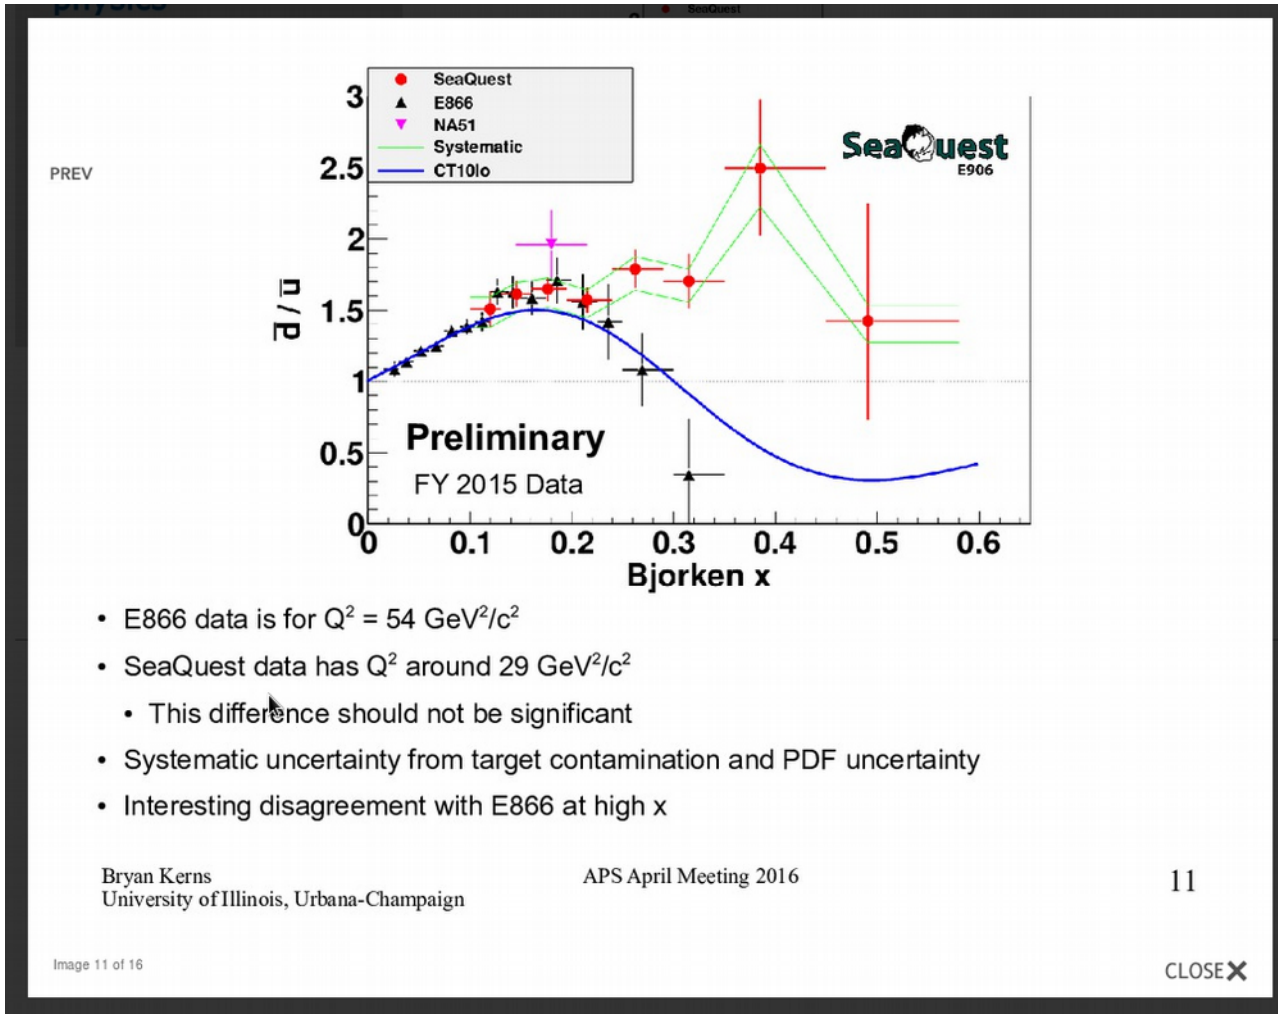 physics
SeaQuest
PREV
SeaQuest
E866
NA51
Systematic
CT10lo
SeaQuest
E906
3
2.5
2
1.5
1
0.5
0
d̅ / u̅
Preliminary
FY 2015 Data
0 0.1 0.2 0.3 0.4 0.5 0.6
Bjorken x
• E866 data is for Q² = 54 GeV²/c²
• SeaQuest data has Q² around 29 GeV²/c²
• This difference should not be significant
• Systematic uncertainty from target contamination and PDF uncertainty
• Interesting disagreement with E866 at high x
Bryan Kerns
University of Illinois, Urbana-Champaign
APS April Meeting 2016
11
Image 11 of 16
CLOSE